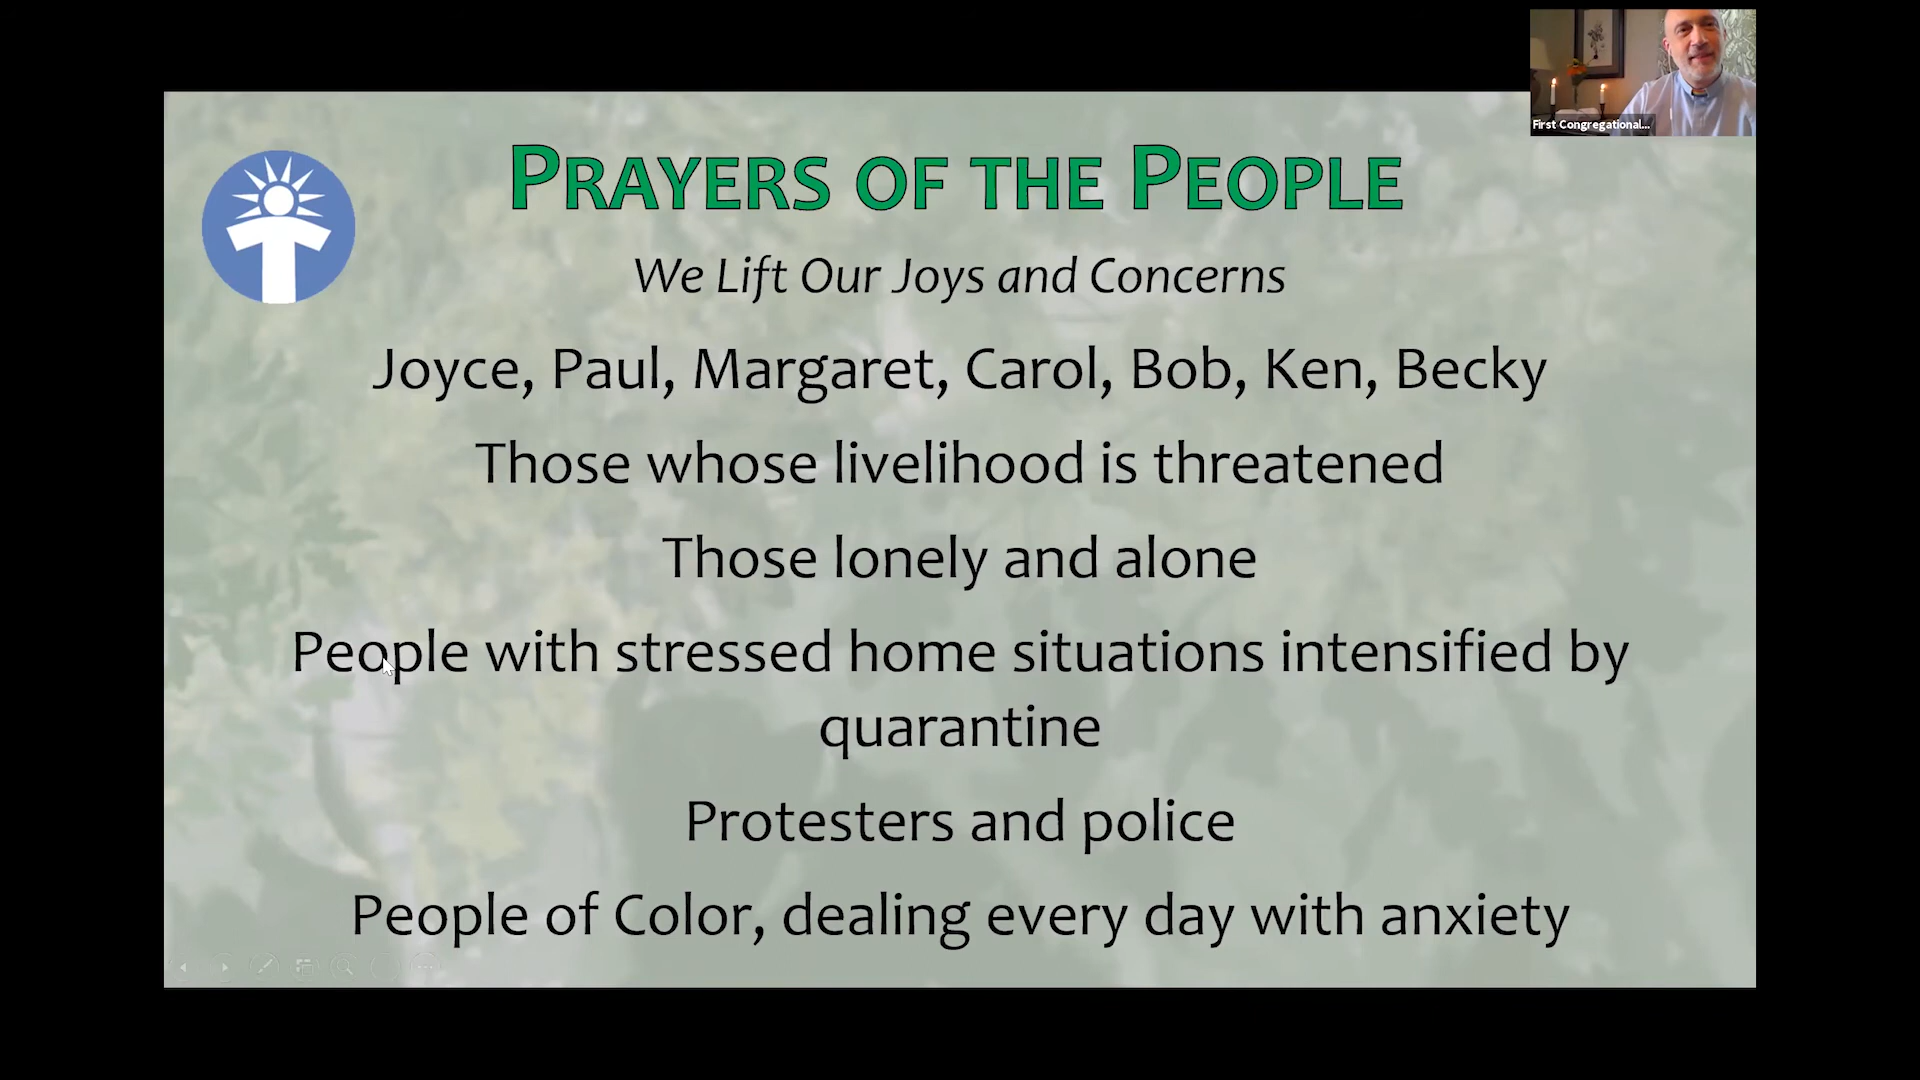 First Congregational...
PRAYERS OF THE PEOPLE
We Lift Our Joys and Concerns
Joyce, Paul, Margaret, Carol, Bob, Ken, Becky
Those whose livelihood is threatened
Those lonely and alone
People with stressed home situations intensified by
quarantine
Protesters and police
People of Color, dealing every day with anxiety